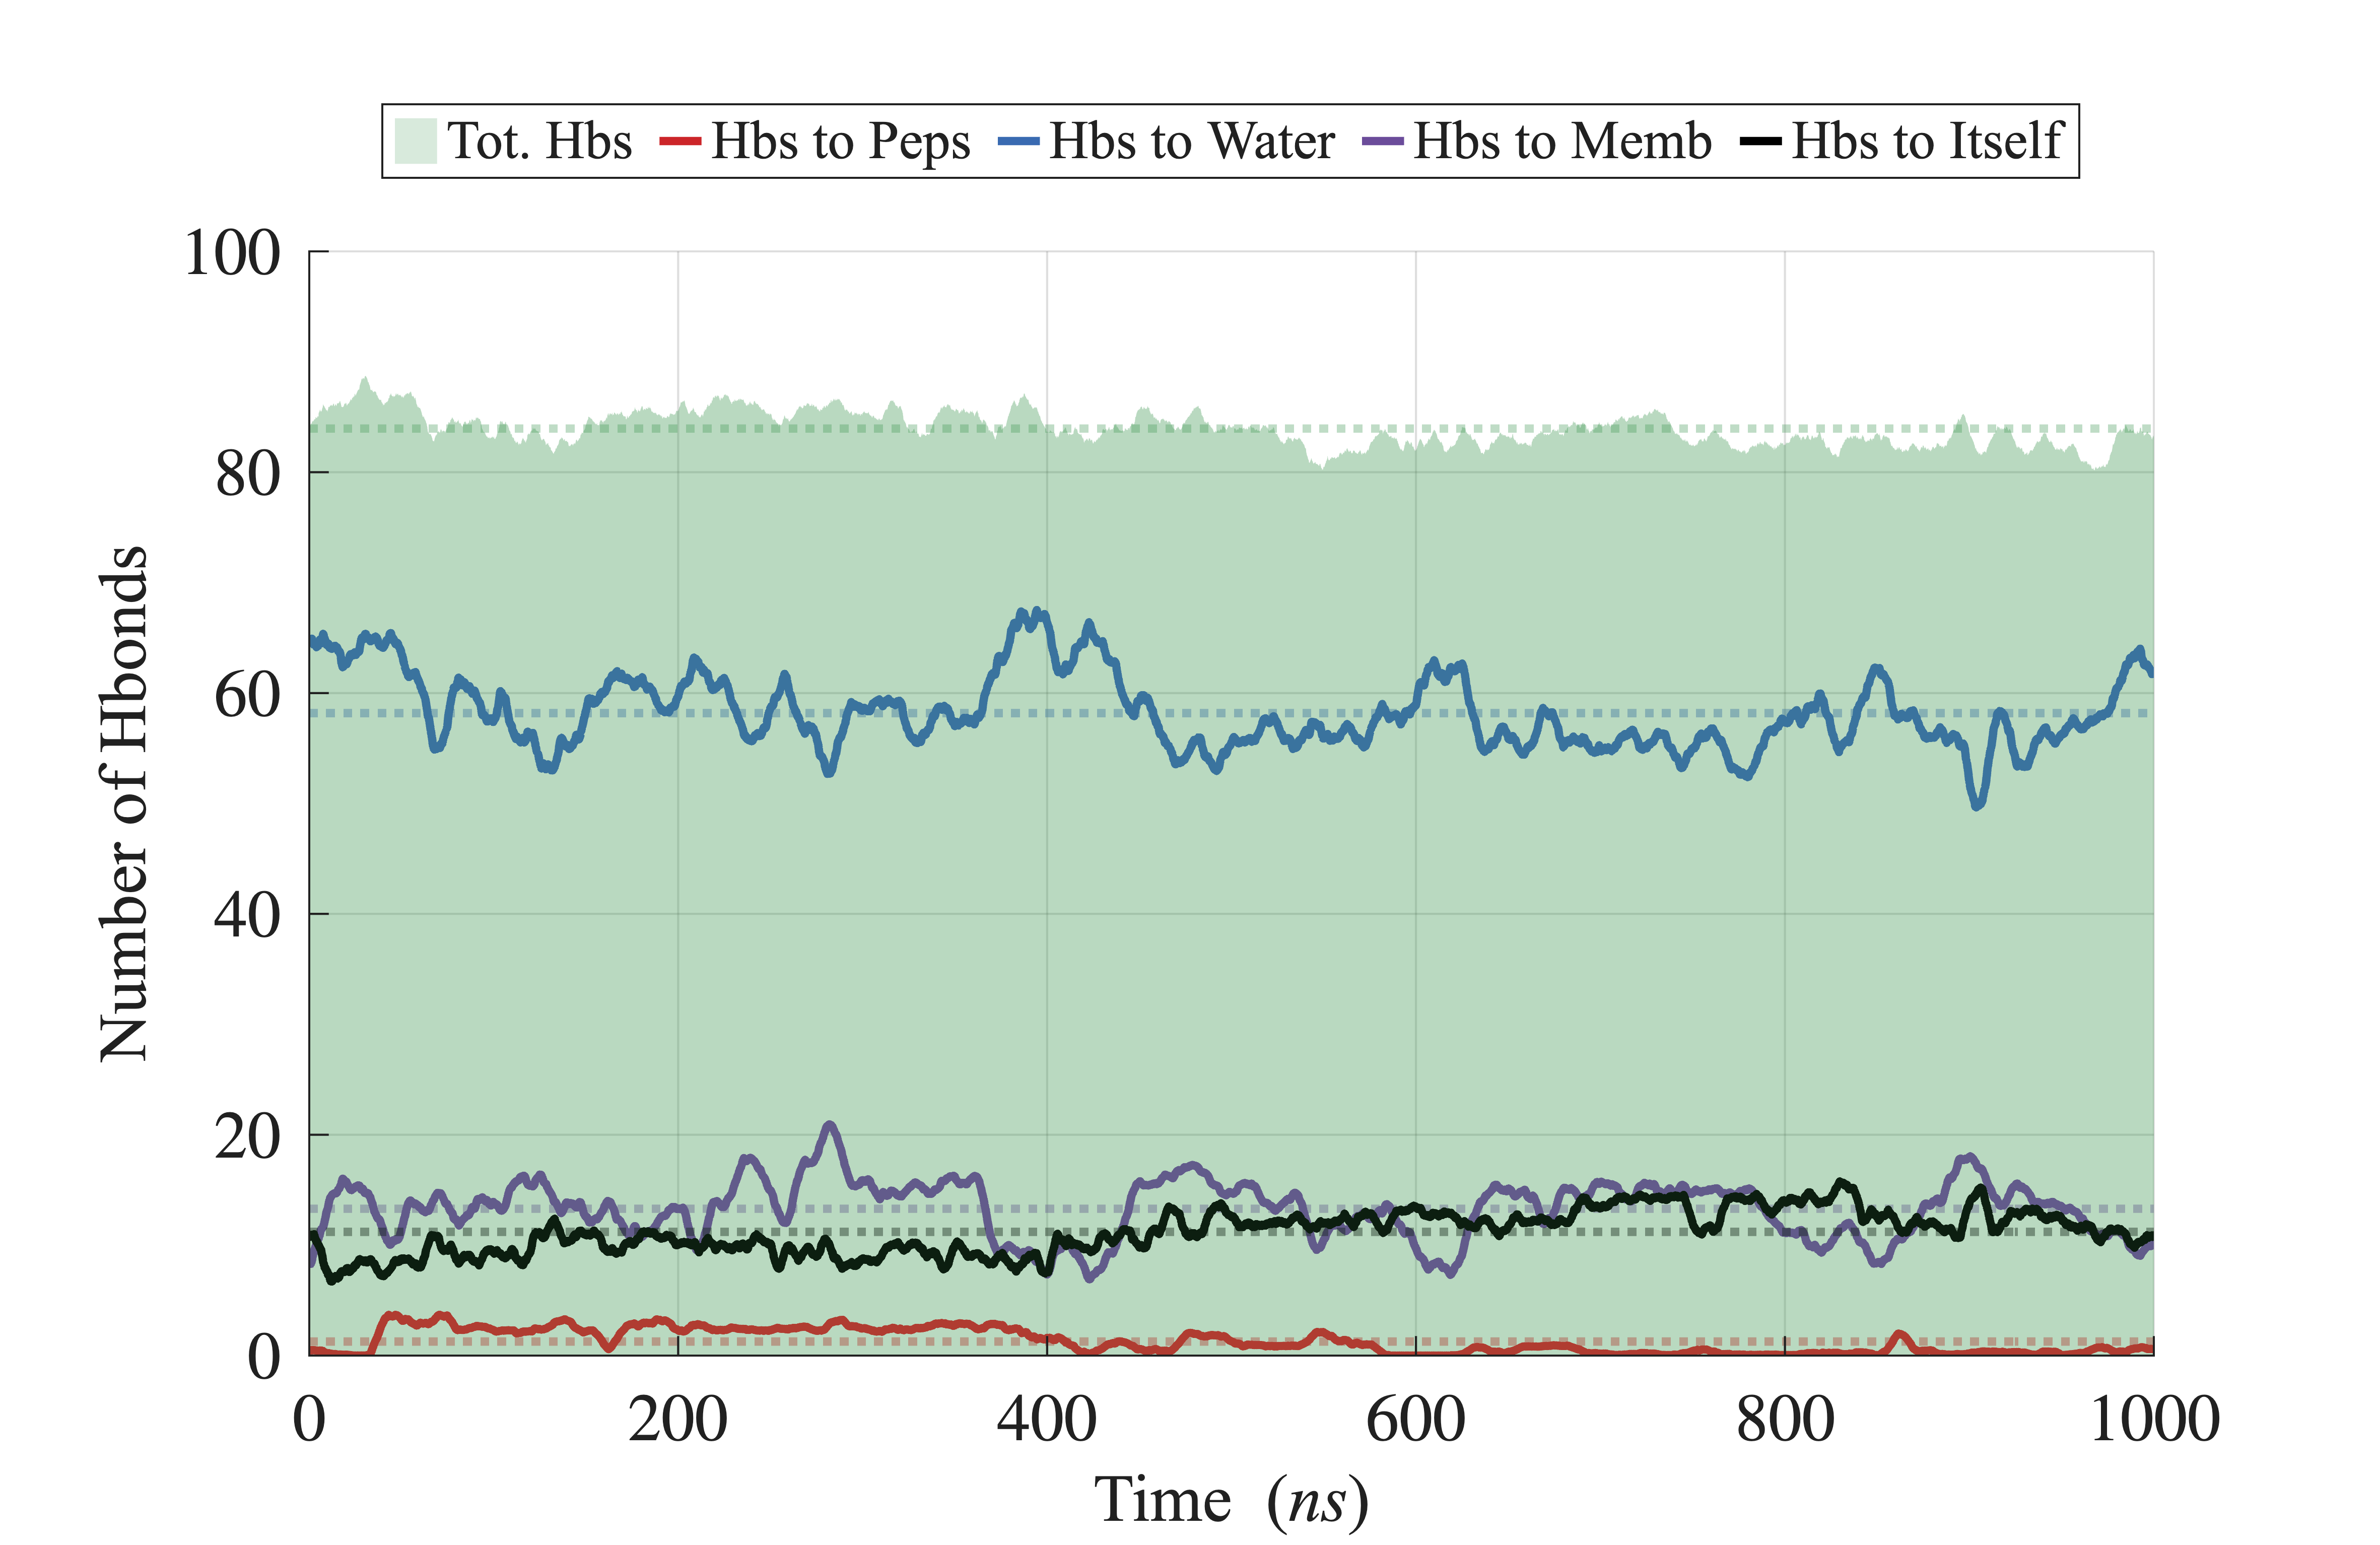 Tot. Hbs Hbs to Peps Hbs to Water Hbs to Memb Hbs to Itself
100
80
60
40
20
0
Number of Hbonds
0 200 400 600 800 1000
Time (ns)